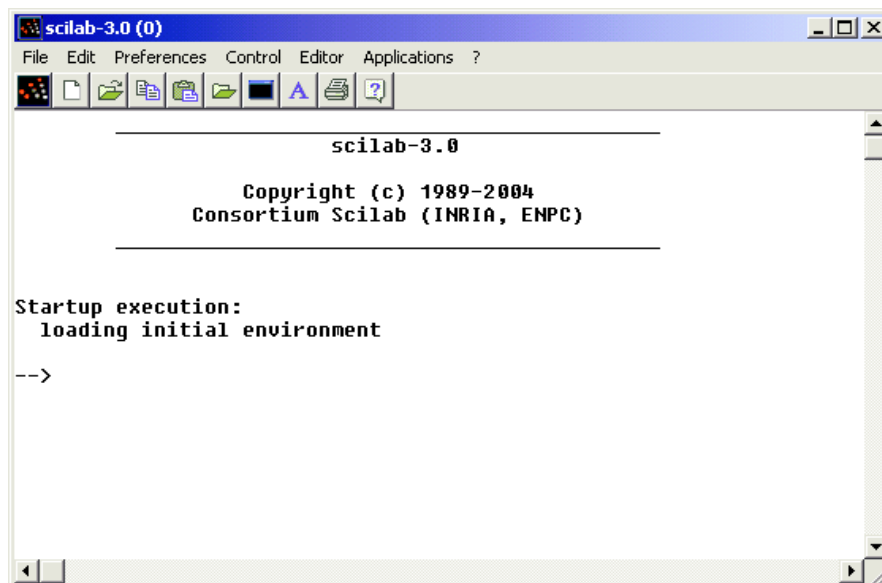 scilab-3.0 (0)
File Edit Preferences Control Editor Applications ?
A
scilab-3.0
Copyright (c) 1989-2004
Consortium Scilab (INRIA, ENPC)
Startup execution:
loading initial environment
-->